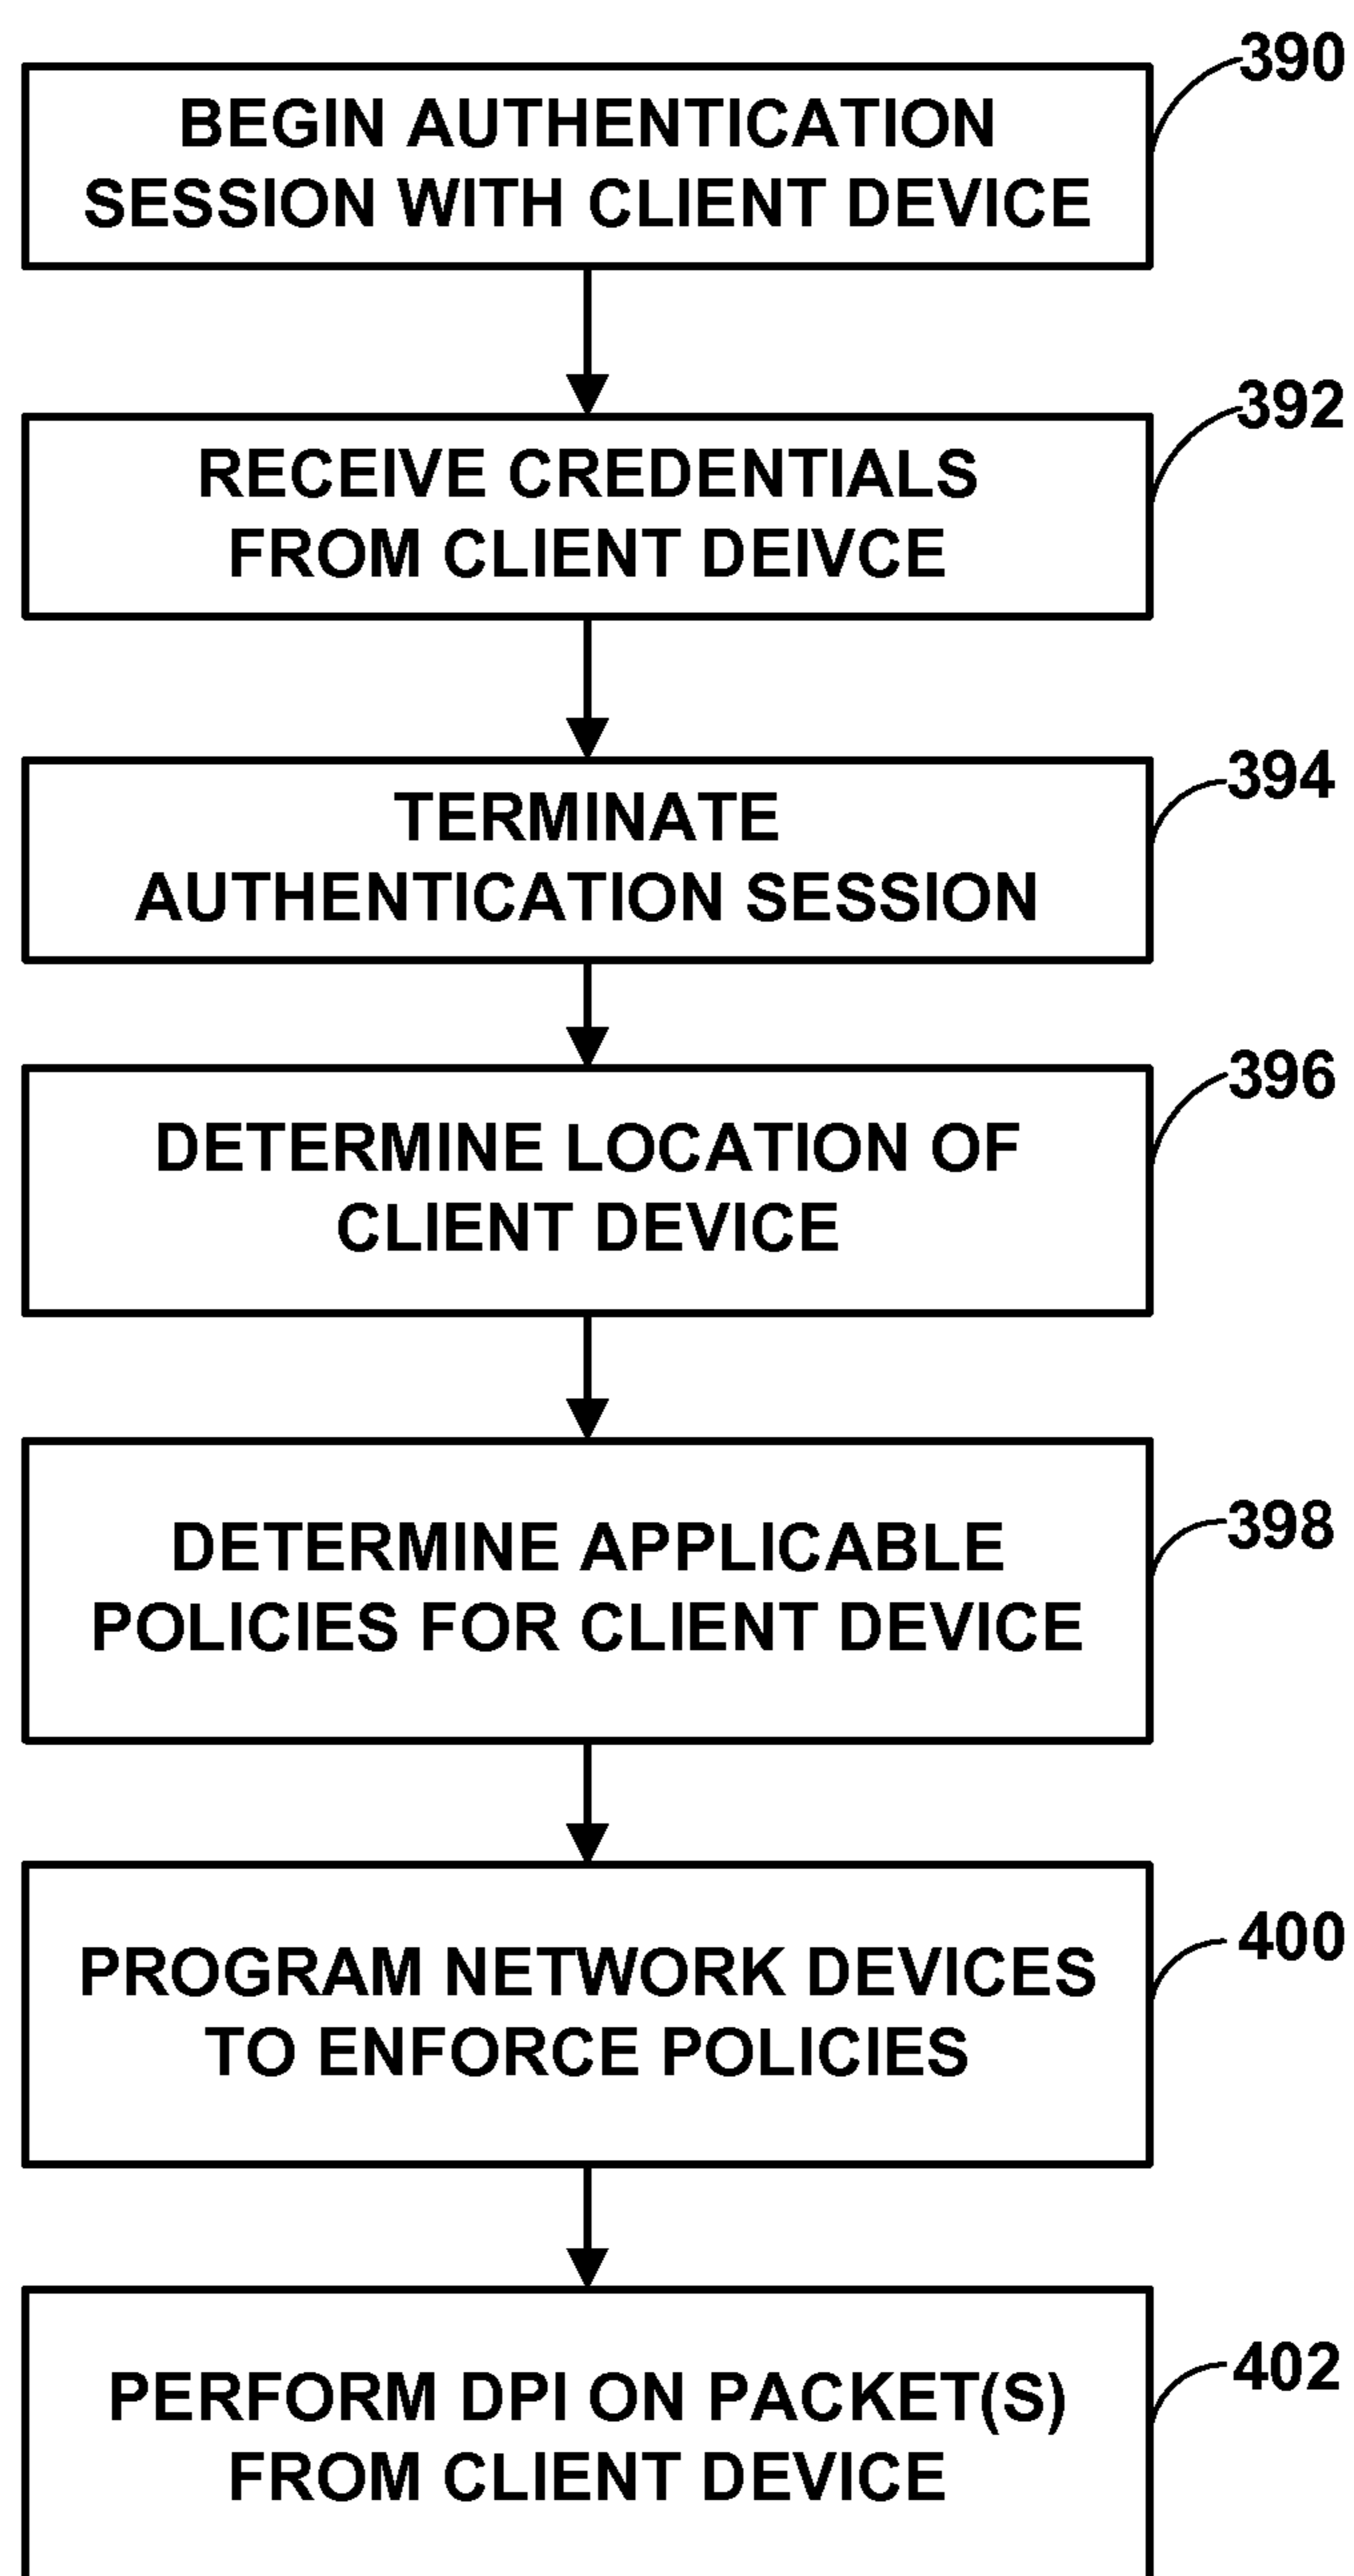 390
BEGIN AUTHENTICATION
SESSION WITH CLIENT DEVICE
392
RECEIVE CREDENTIALS
FROM CLIENT DEIVCE
394
TERMINATE
AUTHENTICATION SESSION
396
DETERMINE LOCATION OF
CLIENT DEVICE
398
DETERMINE APPLICABLE
POLICIES FOR CLIENT DEVICE
400
PROGRAM NETWORK DEVICES
TO ENFORCE POLICIES
402
PERFORM DPI ON PACKET(S)
FROM CLIENT DEVICE